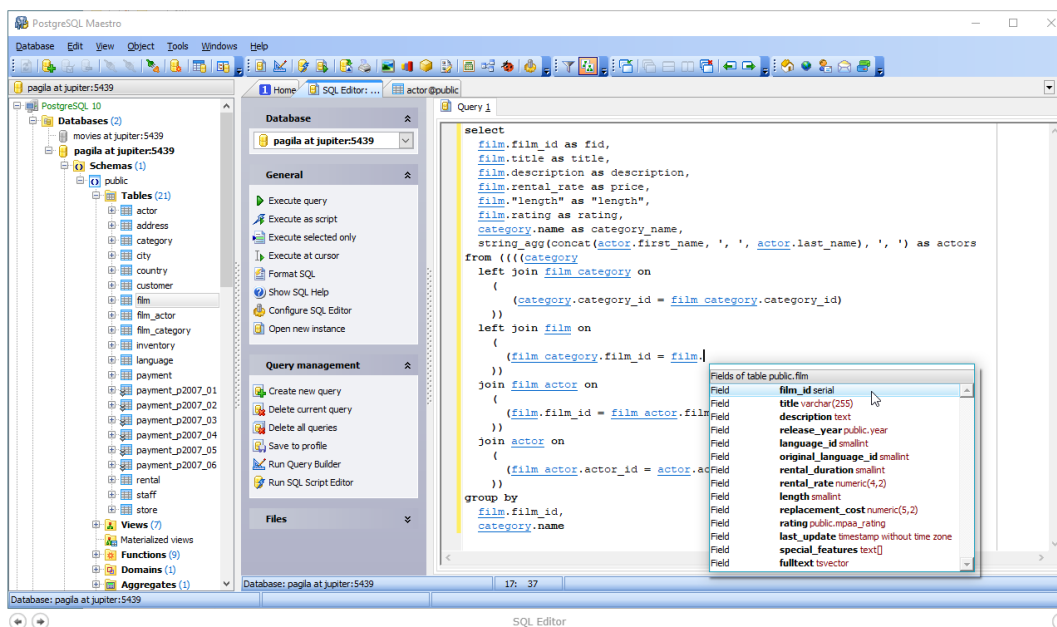 PostgreSQL Maestro
Database Edit View Object Tools Windows Help
pagila at jupiter:5439
1 Home
SQL Editor: ...
actor@public
PostgreSQL 10
Databases (2)
movies at jupiter:5439
pagila at jupiter:5439
Schemas (1)
public
Tables (21)
actor
address
category
city
country
customer
film
film_actor
film_category
inventory
language
payment
payment_p2007_01
payment_p2007_02
payment_p2007_03
payment_p2007_04
payment_p2007_05
payment_p2007_06
rental
staff
store
Views (7)
Materialized views
Functions (9)
Domains (1)
Aggregates (1)
Database
pagila at jupiter:5439
General
Execute query
Execute as script
Execute selected only
Execute at cursor
Format SQL
Show SQL Help
Configure SQL Editor
Open new instance
Query management
Create new query
Delete current query
Delete all queries
Save to profile
Run Query Builder
Run SQL Script Editor
Files
Query 1
select
film.film_id as fid,
film.title as title,
film.description as description,
film.rental_rate as price,
film."length" as "length",
film.rating as rating,
category.name as category_name,
string_agg(concat(actor.first_name, ', ', actor.last_name), ', ') as actors
from ((((category
left join film_category on
(
(category.category_id = film_category.category_id)
))
left join film on
(
(film_category.film_id = film.
))
join film_actor on
(
(film.film_id = film_actor.film
))
join actor on
(
(film_actor.actor_id = actor.ac
))
group by
film.film_id,
category.name
Fields of table public.film
Field film_id serial
Field title varchar(255)
Field description text
Field release_year public.year
Field language_id smallint
Field original_language_id smallint
Field rental_duration smallint
Field rental_rate numeric(4,2)
Field length smallint
Field replacement_cost numeric(5,2)
Field rating public.mpaa_rating
Field last_update timestamp without time zone
Field special_features text[]
Field fulltext tsvector
Database: pagila at jupiter:5439
17: 37
Database: pagila at jupiter:5439
SQL Editor